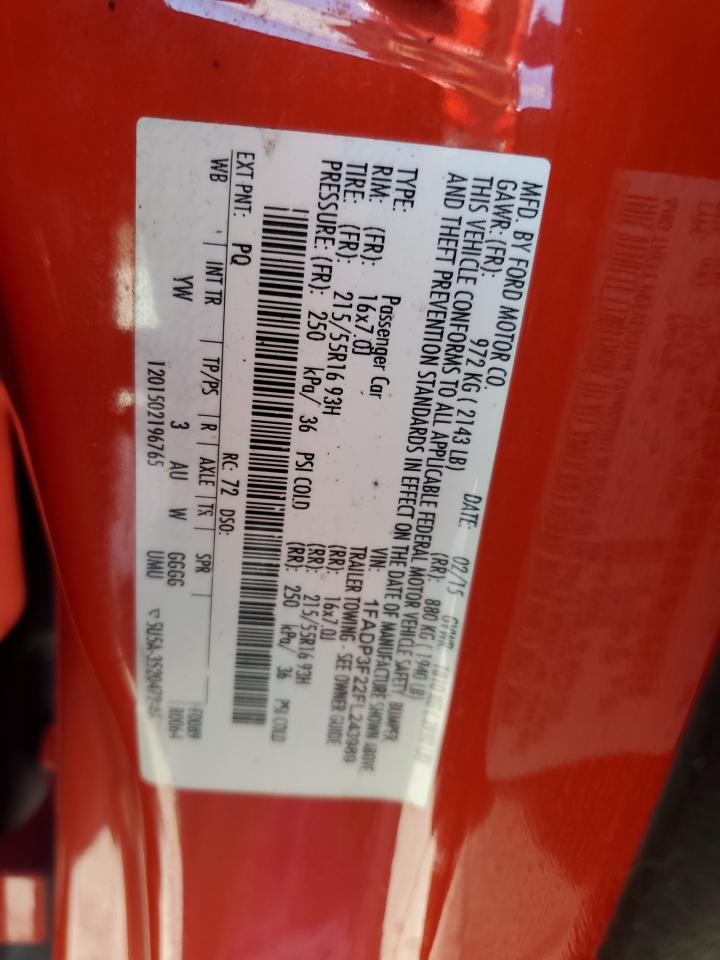 MFD. BY FORD MOTOR CO.
DATE: 02/15 GVWR:
GAWR: (FR): 972 KG ( 2143 LB) (RR): 880 KG ( 1940 LB)
THIS VEHICLE CONFORMS TO ALL APPLICABLE FEDERAL MOTOR VEHICLE SAFETY BUMPER
AND THEFT PREVENTION STANDARDS IN EFFECT ON THE DATE OF MANUFACTURE SHOWN ABOVE
VIN: 1FADP3F22FL243989
TYPE: Passenger Car TRAILER TOWING - SEE OWNER GUIDE
RIM: (FR): 16x7.0J (RR): 16x7.0J
TIRE: (FR): 215/55R16 93H (RR): 215/55R16 93H
PRESSURE: (FR): 250 kPa/ 36 PSI COLD (RR): 250 kPa/ 36 PSI COLD
EXT PNT: PQ RC: 72 DSO:
WB INT TR TP/PS R AXLE TR SPR
YW 3 AU W GGGG
1201502196765 UMU
F0089
R0064